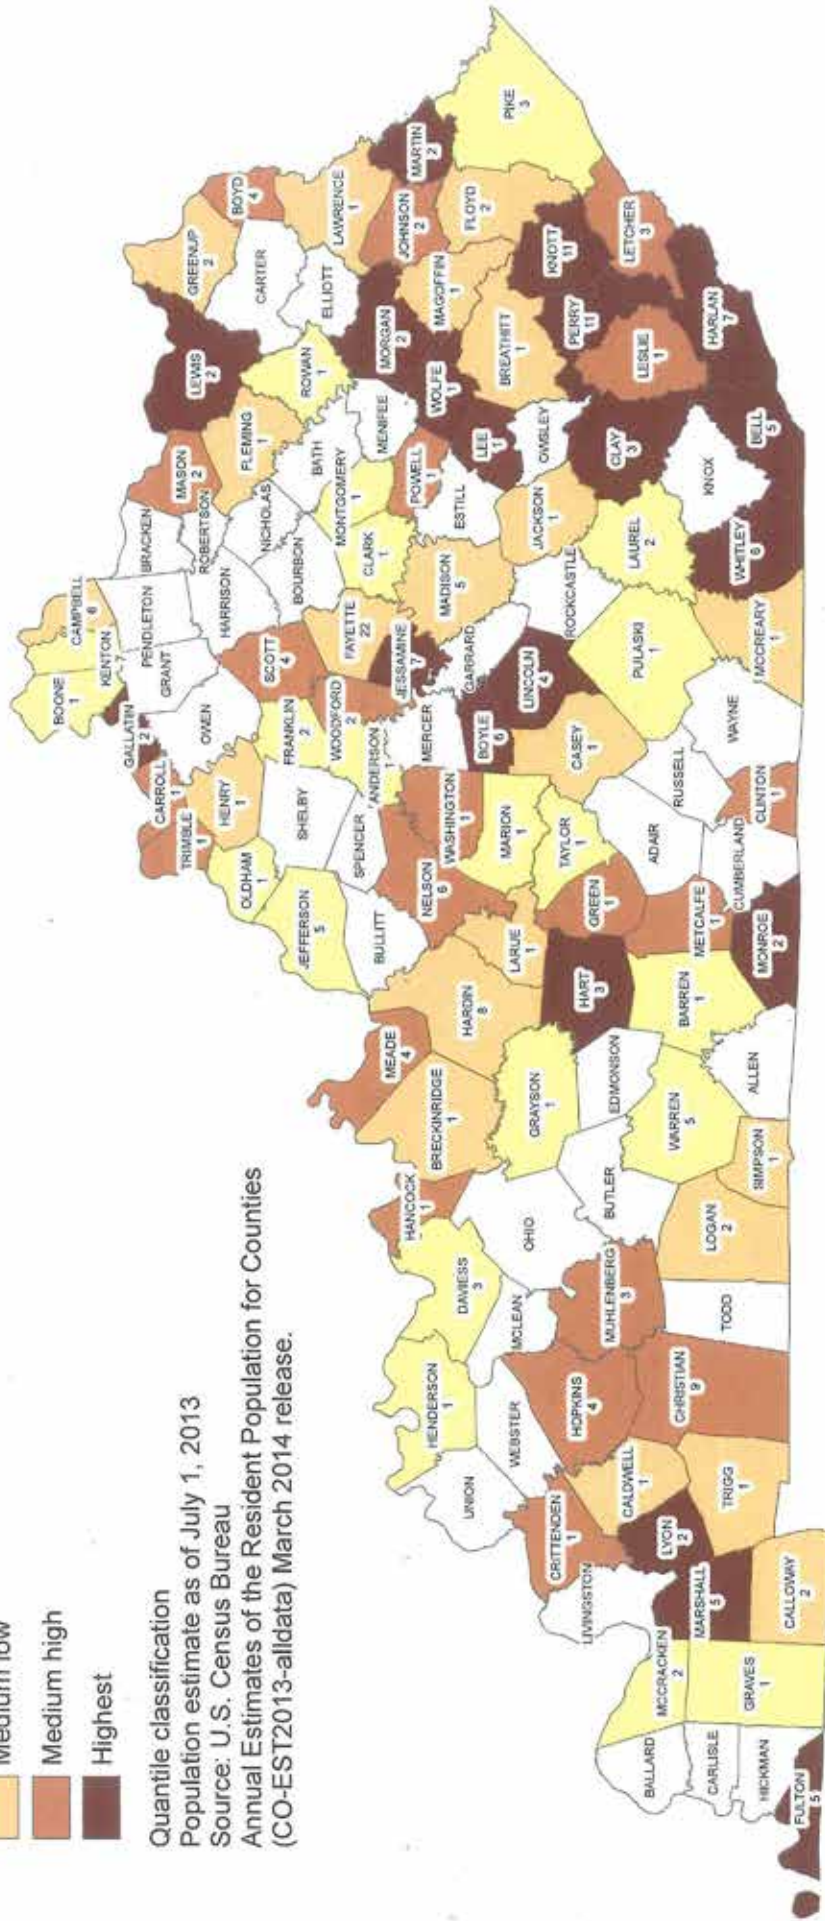 Medium low
Medium high
Highest
Quantile classification
Population estimate as of July 1, 2013
Source: U.S. Census Bureau
Annual Estimates of the Resident Population for Counties
(CO-EST2013-alldata) March 2014 release.
BOONE
1
KENTON
7
CAMPBELL
6
GALLATIN
2
GRANT
PENDLETON
BRACKEN
CARROLL
1
TRIMBLE
1
OWEN
HARRISON
ROBERTSON
MASON
2
LEWIS
2
GREENUP
2
BOYD
4
HENRY
1
OLDHAM
1
SCOTT
4
NICHOLAS
FLEMING
1
CARTER
JEFFERSON
5
SHELBY
FRANKLIN
2
BOURBON
BATH
ROWAN
1
ELLIOTT
LAWRENCE
1
WOODFORD
2
FAYETTE
22
MONTGOMERY
1
CLARK
1
MENIFEE
MORGAN
2
JOHNSON
2
MARTIN
2
MEADE
4
BULLITT
SPENCER
ANDERSON
1
JESSAMINE
7
POWELL
1
WOLFE
1
MAGOFFIN
1
HANCOCK
1
BRECKINRIDGE
1
HARDIN
8
NELSON
6
MERCER
MADISON
5
ESTILL
LEE
1
FLOYD
2
PIKE
3
HENDERSON
1
DAVIESS
3
WASHINGTON
1
GARRARD
BREATHITT
1
UNION
WEBSTER
MCLEAN
OHIO
GRAYSON
1
LARUE
1
MARION
1
BOYLE
6
LINCOLN
4
JACKSON
1
OWSLEY
KNOTT
11
CRITTENDEN
1
HOPKINS
4
MUHLENBERG
3
BUTLER
EDMONSON
HART
3
GREEN
1
TAYLOR
1
CASEY
1
ROCKCASTLE
CLAY
3
PERRY
11
LETCHER
3
LIVINGSTON
CALDWELL
1
LYON
2
PULASKI
1
LAUREL
2
LESLIE
1
BALLARD
MCCRACKEN
2
MARSHALL
5
TRIGG
1
CHRISTIAN
9
TODD
LOGAN
2
WARREN
5
BARREN
1
METCALFE
1
ADAIR
RUSSELL
KNOX
HARLAN
7
CARLISLE
GRAVES
1
SIMPSON
1
ALLEN
MONROE
2
CUMBERLAND
CLINTON
1
WAYNE
MCCREARY
1
WHITLEY
6
BELL
5
HICKMAN
FULTON
5
CALLOWAY
2